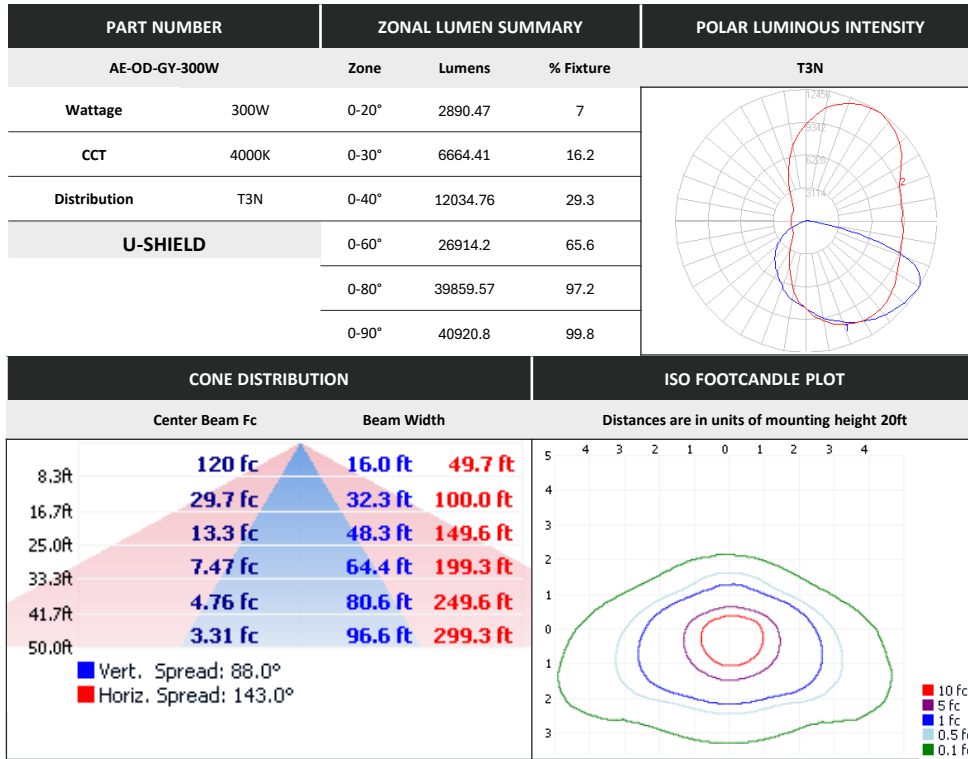 PART NUMBER
ZONAL LUMEN SUMMARY
POLAR LUMINOUS INTENSITY
AE-OD-GY-300W
Zone Lumens % Fixture
T3N
Wattage 300W
0-20° 2890.47 7
CCT 4000K
0-30° 6664.41 16.2
Distribution T3N
0-40° 12034.76 29.3
U-SHIELD
0-60° 26914.2 65.6
0-80° 39859.57 97.2
0-90° 40920.8 99.8
12456
9342
6228
3114
2
1
CONE DISTRIBUTION
Center Beam Fc Beam Width
8.3ft 120 fc 16.0 ft 49.7 ft
16.7ft 29.7 fc 32.3 ft 100.0 ft
25.0ft 13.3 fc 48.3 ft 149.6 ft
33.3ft 7.47 fc 64.4 ft 199.3 ft
41.7ft 4.76 fc 80.6 ft 249.6 ft
50.0ft 3.31 fc 96.6 ft 299.3 ft
Vert. Spread: 88.0°
Horiz. Spread: 143.0°
ISO FOOTCANDLE PLOT
Distances are in units of mounting height 20ft
4 3 2 1 0 1 2 3 4
5
4
3
2
1
0
1
2
3
10 fc
5 fc
1 fc
0.5 fc
0.1 fc